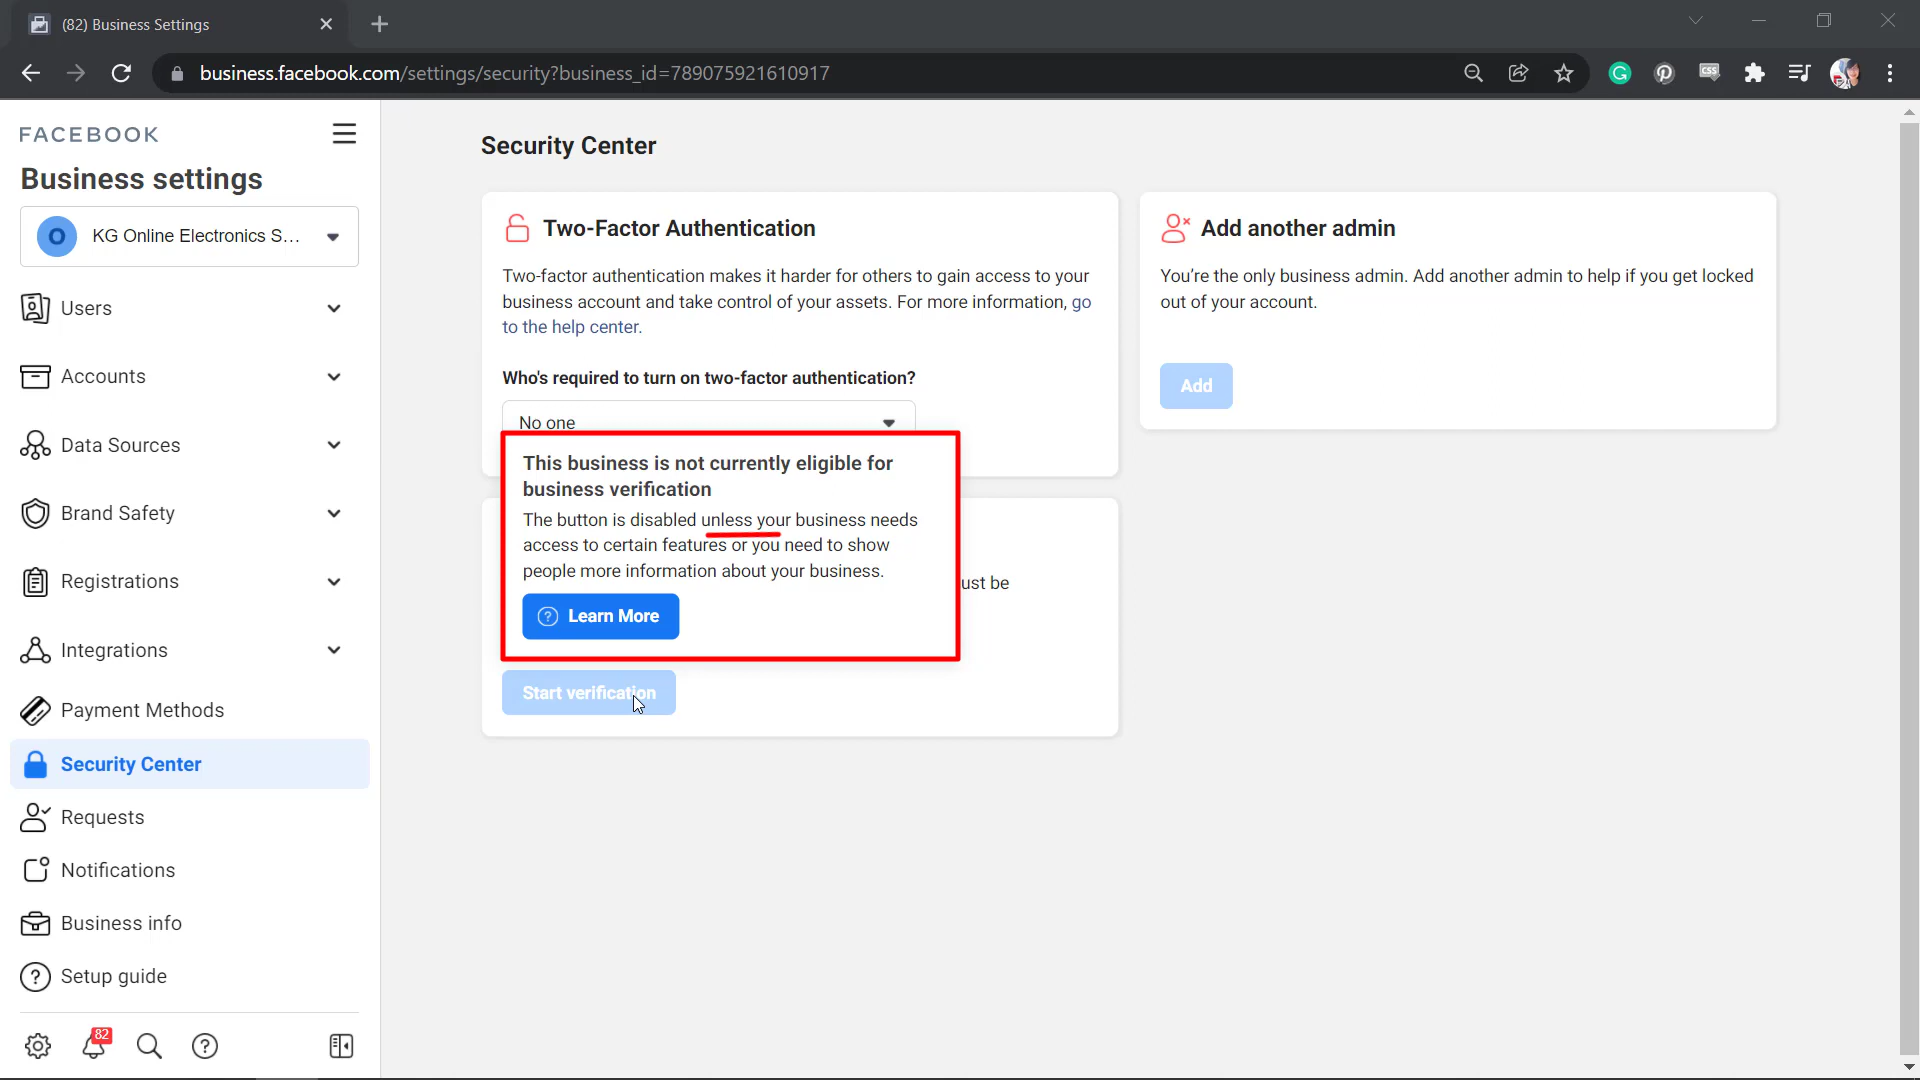 (82) Business Settings
business.facebook.com/settings/security?business_id=789075921610917
FACEBOOK
Business settings
O
KG Online Electronics S...
Users
Accounts
Data Sources
Brand Safety
Registrations
Integrations
Payment Methods
Security Center
Requests
Notifications
Business info
Setup guide
82
Security Center
Two-Factor Authentication
Two-factor authentication makes it harder for others to gain access to your
business account and take control of your assets. For more information, go
to the help center.
Who's required to turn on two-factor authentication?
No one
This business is not currently eligible for
business verification
The button is disabled unless your business needs
access to certain features or you need to show
people more information about your business.
Learn More
ust be
Start verification
Add another admin
You're the only business admin. Add another admin to help if you get locked
out of your account.
Add